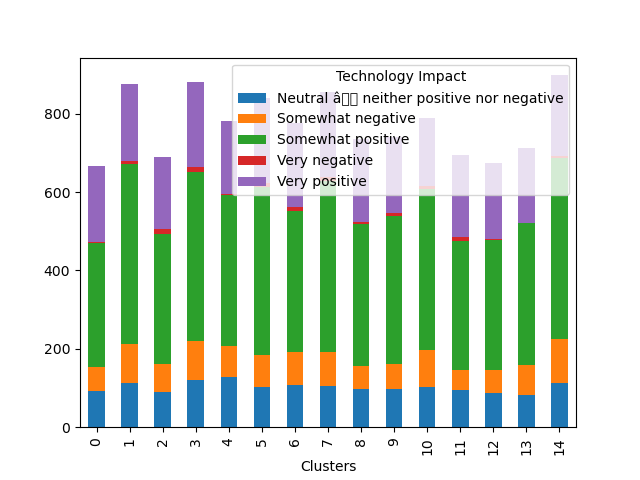 Technology Impact
Neutral â neither positive nor negative
Somewhat negative
Somewhat positive
Very negative
Very positive
800
600
400
200
0
0 1 2 3 4 5 6 7 8 9 10 11 12 13 14
Clusters